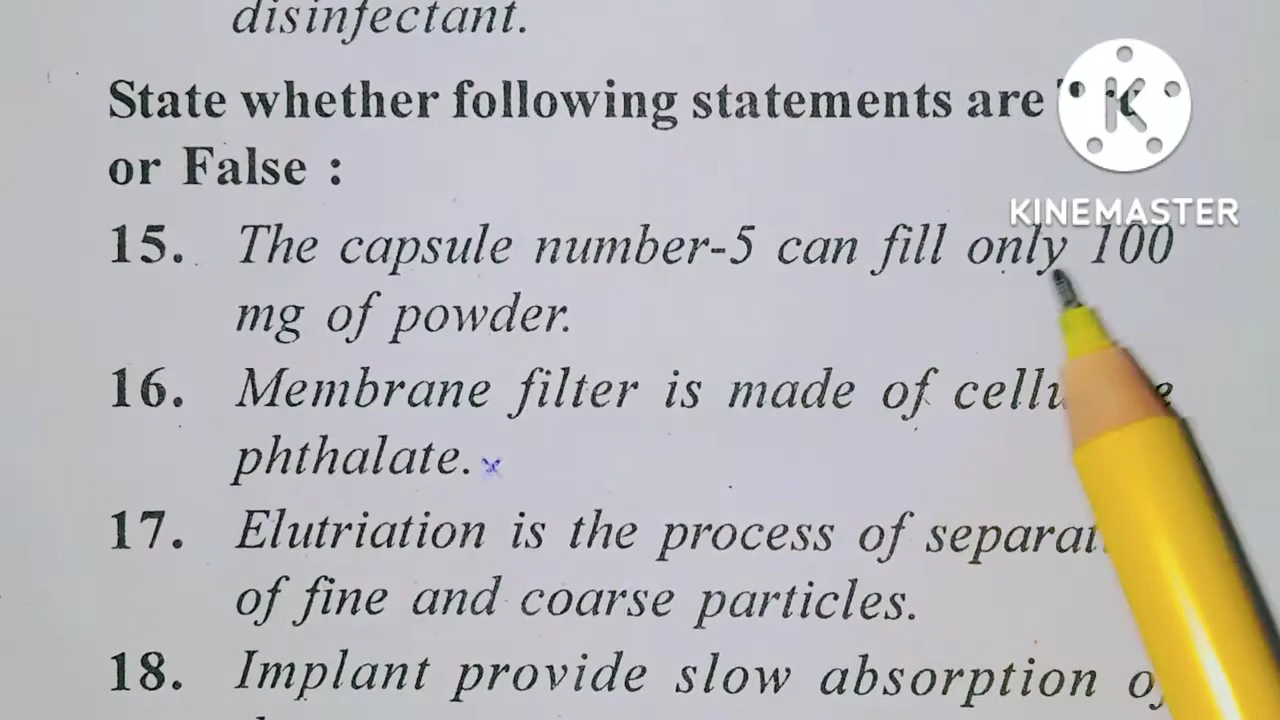 disinfectant.
State whether following statements are
or False :
KINEMASTER
15. The capsule number-5 can fill only 100
mg of powder.
16. Membrane filter is made of
phthalate.
17. Elutriation is the process of
of fine and coarse particles.
18. Implant provide slow absorption of